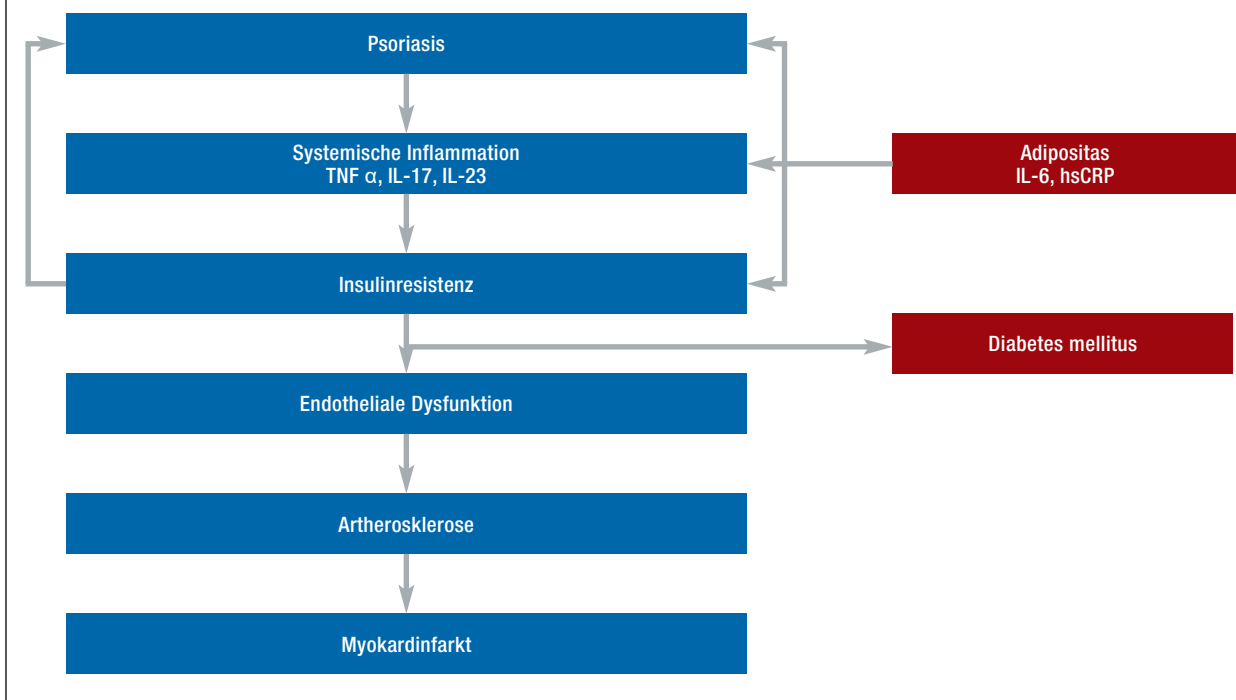 Psoriasis
Systemische Inflammation
TNF α, IL-17, IL-23
Adipositas
IL-6, hsCRP
Insulinresistenz
Diabetes mellitus
Endotheliale Dysfunktion
Artherosklerose
Myokardinfarkt